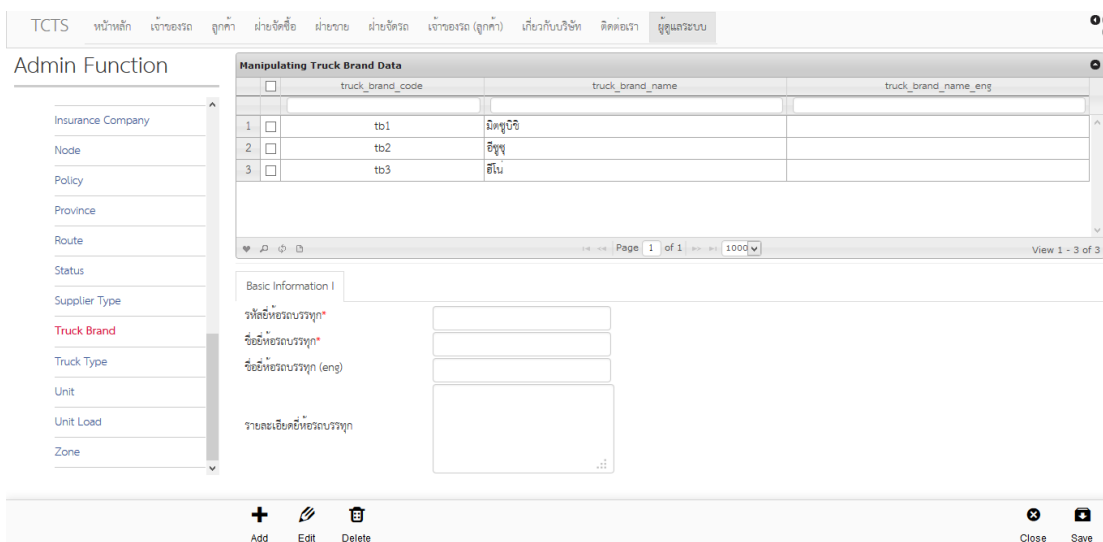 TCTS หน้าหลัก เจ้าของรถ ลูกค้า ฝ่ายจัดซื้อ ฝ่ายขาย ฝ่ายจัดรถ เจ้าของรถ (ลูกค้า) เกี่ยวกับบริษัท ติดต่อเรา ผู้ดูแลระบบ
Admin Function
Insurance Company
Node
Policy
Province
Route
Status
Supplier Type
Truck Brand
Truck Type
Unit
Unit Load
Zone
Manipulating Truck Brand Data
truck_brand_code truck_brand_name truck_brand_name_eng
1 tb1 มิตซูบิชิ
2 tb2 อีซูซุ
3 tb3 ฮีโน่
Page 1 of 1 1000 View 1 - 3 of 3
Basic Information I
รหัสยี่ห้อรถบรรทุก*
ชื่อยี่ห้อรถบรรทุก*
ชื่อยี่ห้อรถบรรทุก (eng)
รายละเอียดยี่ห้อรถบรรทุก
Add Edit Delete Close Save